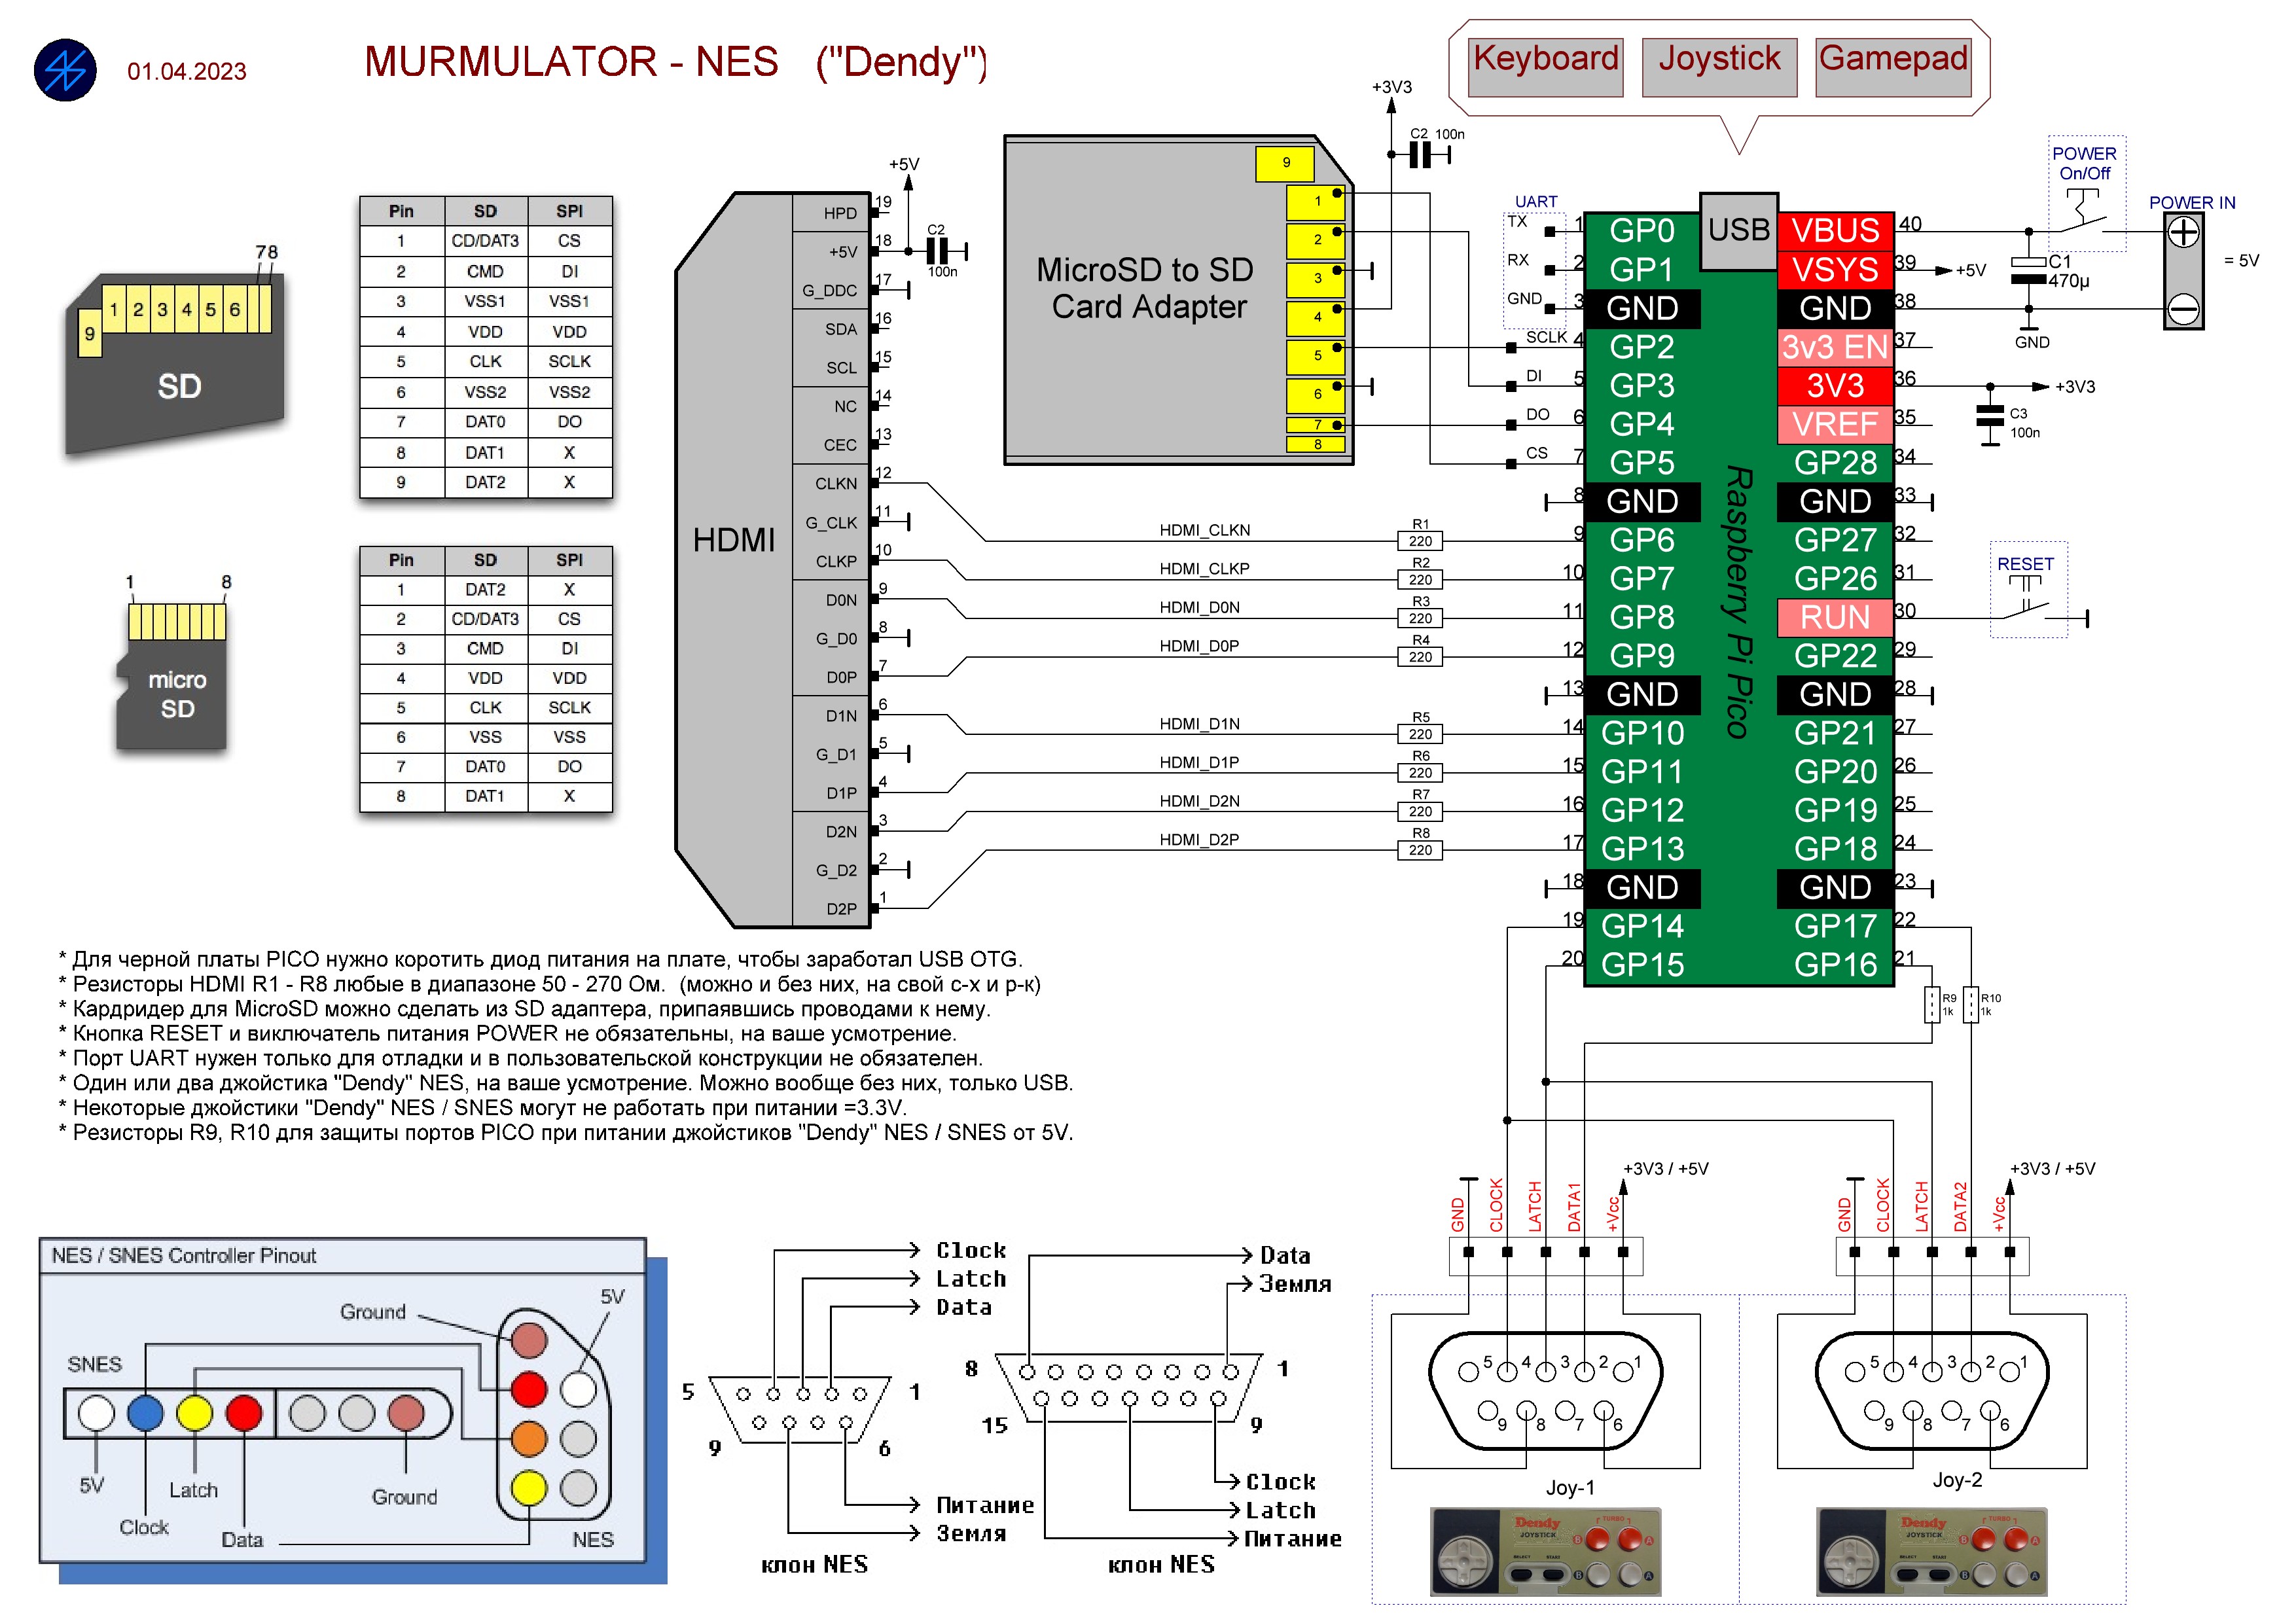 01.04.2023
MURMULATOR - NES ("Dendy")
Keyboard Joystick Gamepad
78
1 2 3 4 5 6
9
SD
Pin SD SPI
1 CD/DAT3 CS
2 CMD DI
3 VSS1 VSS1
4 VDD VDD
5 CLK SCLK
6 VSS2 VSS2
7 DAT0 DO
8 DAT1 X
9 DAT2 X
1 8
micro
SD
Pin SD SPI
1 DAT2 X
2 CD/DAT3 CS
3 CMD DI
4 VDD VDD
5 CLK SCLK
6 VSS VSS
7 DAT0 DO
8 DAT1 X
HDMI
+5V
C2
100n
HPD 19
+5V 18
G_DDC 17
SDA 16
SCL 15
NC 14
CEC 13
CLKN 12
G_CLK 11
CLKP 10
D0N 9
G_D0 8
D0P 7
D1N 6
G_D1 5
D1P 4
D2N 3
G_D2 2
D2P 1
MicroSD to SD
Card Adapter
9
1
2
3
4
5
6
7
8
+3V3
C2 100n
UART
TX
RX
GND
SCLK
DI
DO
CS
HDMI_CLKN R1 220
HDMI_CLKP R2 220
HDMI_D0N R3 220
HDMI_D0P R4 220
HDMI_D1N R5 220
HDMI_D1P R6 220
HDMI_D2N R7 220
HDMI_D2P R8 220
USB
Raspberry Pi Pico
1 GP0 VBUS 40
2 GP1 VSYS 39
3 GND GND 38
4 GP2 3v3 EN 37
5 GP3 3V3 36
6 GP4 VREF 35
7 GP5 GP28 34
8 GND GND 33
9 GP6 GP27 32
10 GP7 GP26 31
11 GP8 RUN 30
12 GP9 GP22 29
13 GND GND 28
14 GP10 GP21 27
15 GP11 GP20 26
16 GP12 GP19 25
17 GP13 GP18 24
18 GND GND 23
19 GP14 GP17 22
20 GP15 GP16 21
POWER
On/Off
POWER IN
= 5V
+5V
C1
470µ
GND
+3V3
C3
100n
RESET
R9
1k
R10
1k
* Для черной платы PICO нужно коротить диод питания на плате, чтобы заработал USB OTG.
* Резисторы HDMI R1 - R8 любые в диапазоне 50 - 270 Ом. (можно и без них, на свой с-х и р-к)
* Кардридер для MicroSD можно сделать из SD адаптера, припаявшись проводами к нему.
* Кнопка RESET и виключатель питания POWER не обязательны, на ваше усмотрение.
* Порт UART нужен только для отладки и в пользовательской конструкции не обязателен.
* Один или два джойстика "Dendy" NES, на ваше усмотрение. Можно вообще без них, только USB.
* Некоторые джойстики "Dendy" NES / SNES могут не работать при питании =3.3V.
* Резисторы R9, R10 для защиты портов PICO при питании джойстиков "Dendy" NES / SNES от 5V.
NES / SNES Controller Pinout
5V
Ground
SNES
5V
Latch
Ground
Clock
Data
NES
Clock
Latch
Data
5 1
9 6
Питание
Земля
клон NES
Data
Земля
8 1
15 9
Clock
Latch
Питание
клон NES
+3V3 / +5V
GND CLOCK LATCH DATA1 +Vcc
5 4 3 2 1
9 8 7 6
Joy-1
Dendy
JOYSTICK
TURBO
SELECT START
B A
B A
+3V3 / +5V
GND CLOCK LATCH DATA2 +Vcc
5 4 3 2 1
9 8 7 6
Joy-2
Dendy
JOYSTICK
TURBO
SELECT START
B A
B A